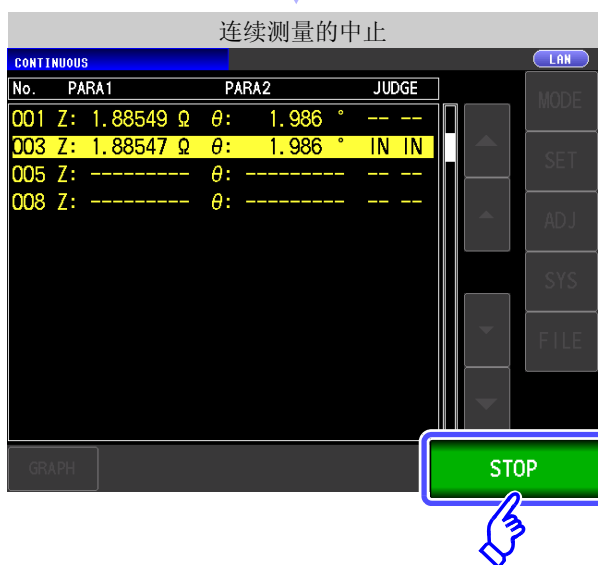 连续测量的中止
CONTINUOUS LAN
No. PARA1 PARA2 JUDGE
001 Z: 1.88549 Ω θ: 1.986 ° -- --
003 Z: 1.88547 Ω θ: 1.986 ° IN IN
005 Z: --------- θ: --------- -- --
008 Z: --------- θ: --------- -- --
MODE
SET
ADJ
SYS
FILE
GRAPH
STOP